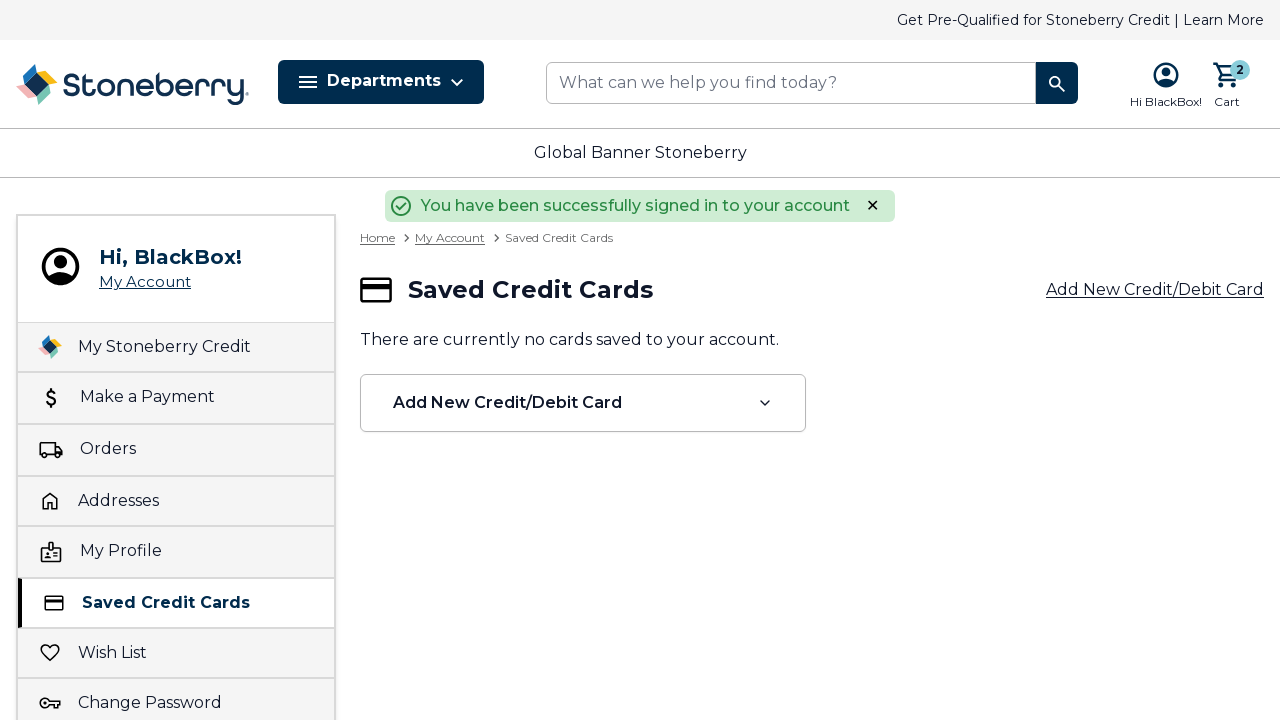 Get Pre-Qualified for Stoneberry Credit | Learn More
Stoneberry
Departments
What can we help you find today?
Hi BlackBox!
2
Cart
Global Banner Stoneberry
You have been successfully signed in to your account
Hi, BlackBox!
My Account
My Stoneberry Credit
Make a Payment
Orders
Addresses
My Profile
Saved Credit Cards
Wish List
Change Password
Home
My Account
Saved Credit Cards
Saved Credit Cards
Add New Credit/Debit Card
There are currently no cards saved to your account.
Add New Credit/Debit Card